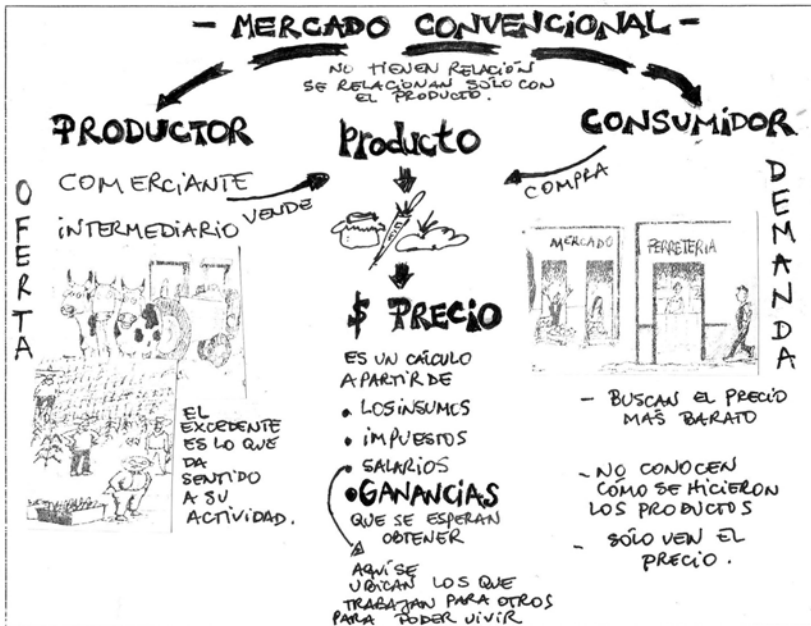 - MERCADO CONVENCIONAL -
NO TIENEN RELACIÓN
SE RELACIONAN SÓLO CON
EL PRODUCTO.
PRODUCTOR
COMERCIANTE
INTERMEDIARIO
VENDE
OFERTA
EL
EXCEDENTE
ES LO QUE
DA
SENTIDO
A SU
ACTIVIDAD.
Producto
$ PRECIO
ES UN CÁLCULO
A PARTIR DE
• LOS INSUMOS
• IMPUESTOS
• SALARIOS
• GANANCIAS
QUE SE ESPERAN
OBTENER
AQUÍ SE
UBICAN LOS QUE
TRABAJAN PARA OTROS
PARA PODER VIVIR
CONSUMIDOR
COMPRA
DEMANDA
MERCADO
FERRETERIA
- BUSCAN EL PRECIO
MAS BARATO
- NO CONOCEN
CÓMO SE HICIERON
LOS PRODUCTOS
- SÓLO VEN EL
PRECIO.